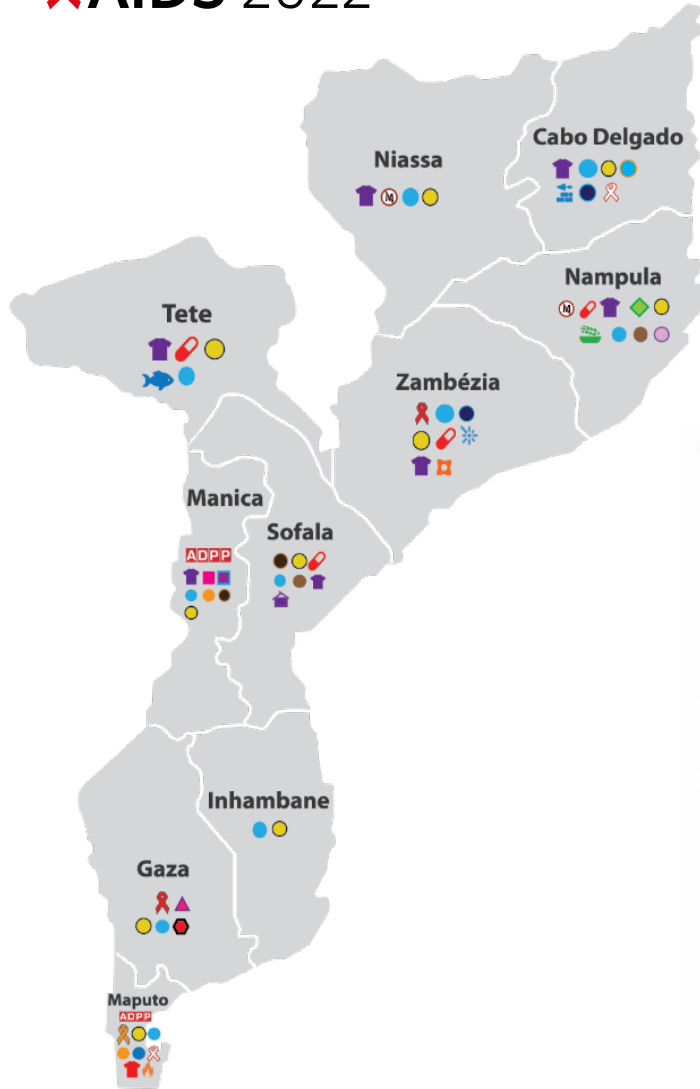 AIDS 2022
Niassa
M
Cabo Delgado
Nampula
M
Tete
Zambézia
Manica
ADPP
Sofala
Inhambane
Gaza
Maputo
ADPP